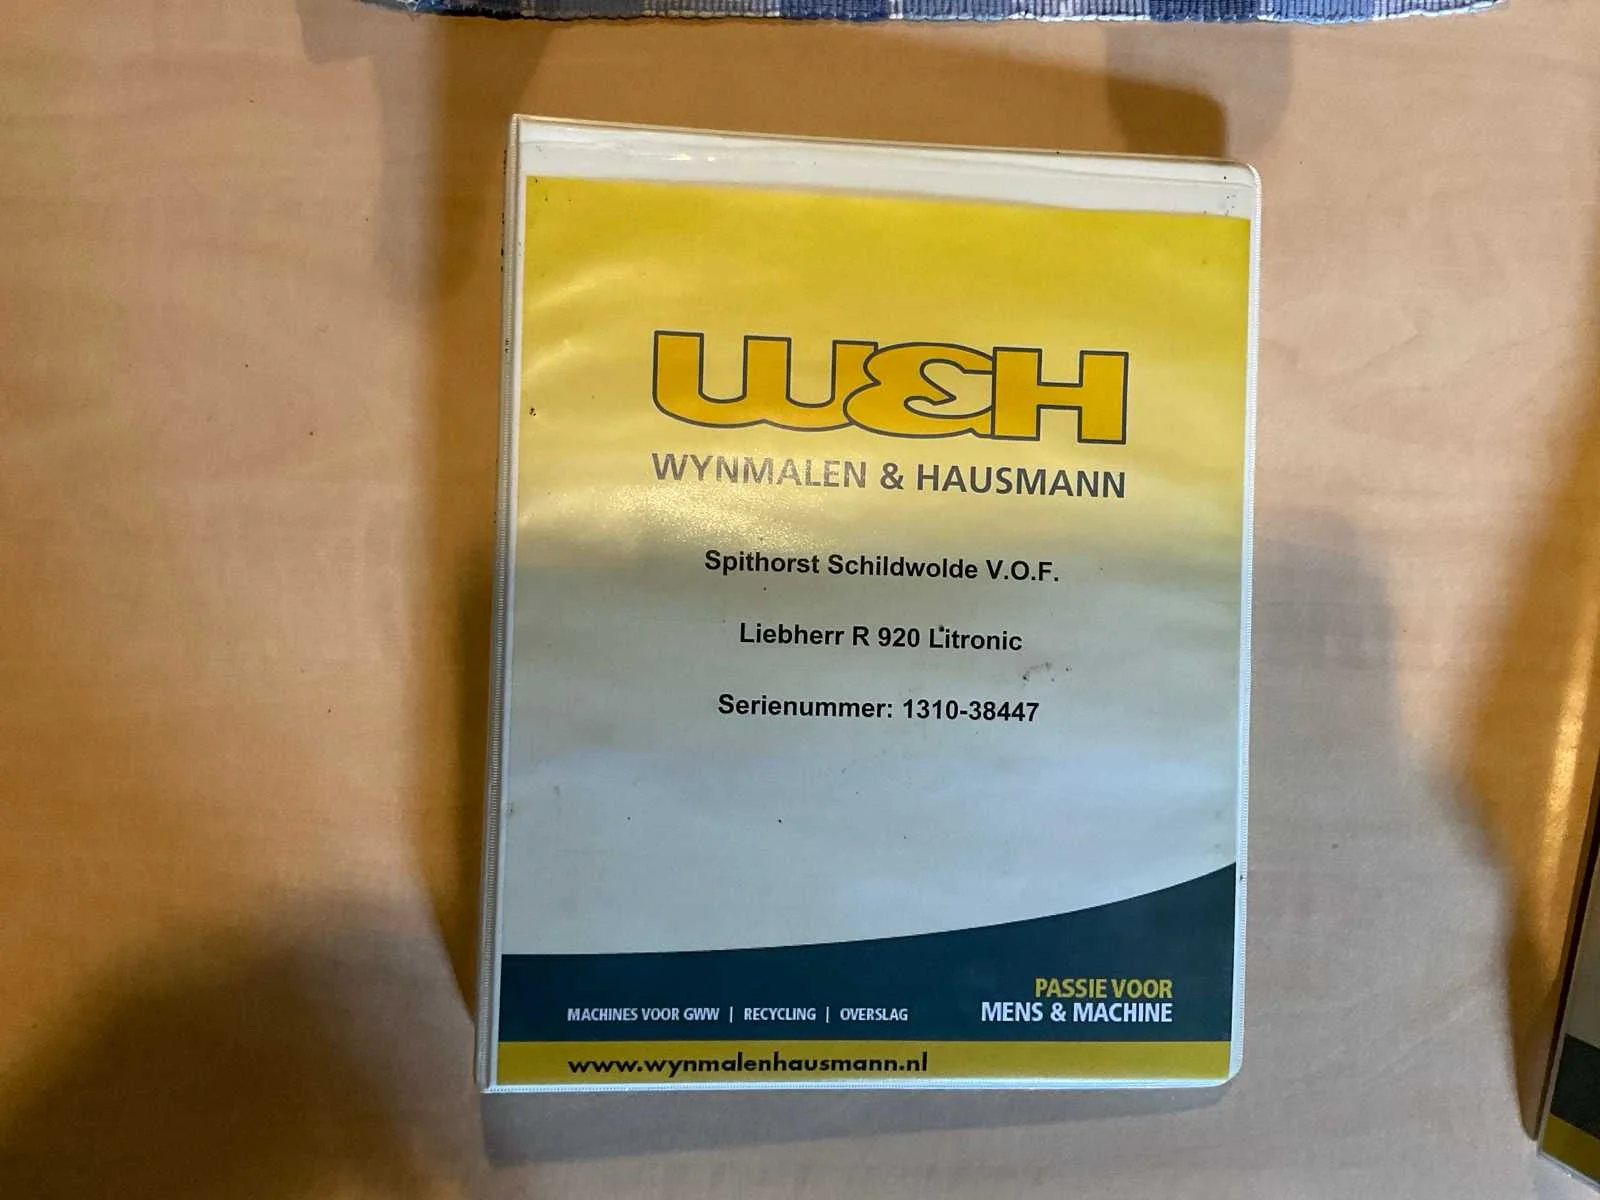 W&H
WYNMALEN & HAUSMANN
Spithorst Schildwolde V.O.F.
Liebherr R 920 Litronic
Serienummer: 1310-38447
PASSIE VOOR
MENS & MACHINE
MACHINES VOOR GWW | RECYCLING | OVERSLAG
www.wynmalenhausmann.nl